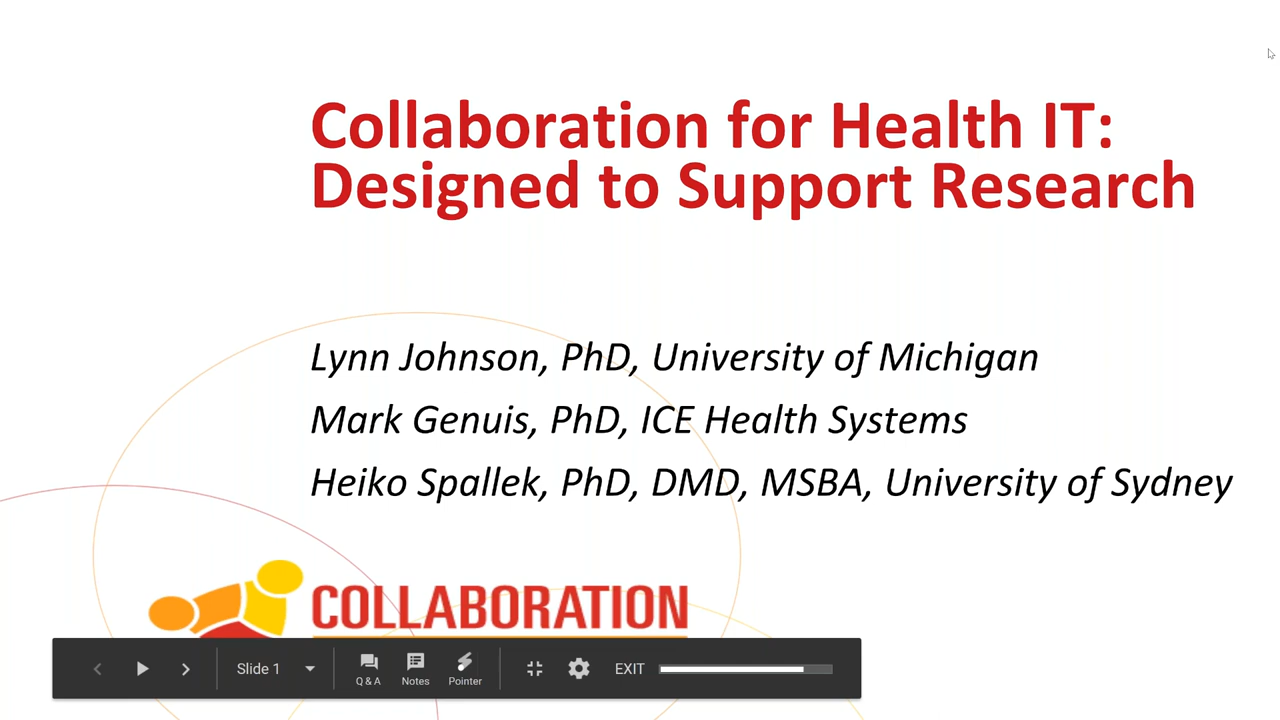 Collaboration for Health IT:
Designed to Support Research
Lynn Johnson, PhD, University of Michigan
Mark Genuis, PhD, ICE Health Systems
Heiko Spallek, PhD, DMD, MSBA, University of Sydney
COLLABORATION
Slide 1
Q & A
Notes
Pointer
EXIT